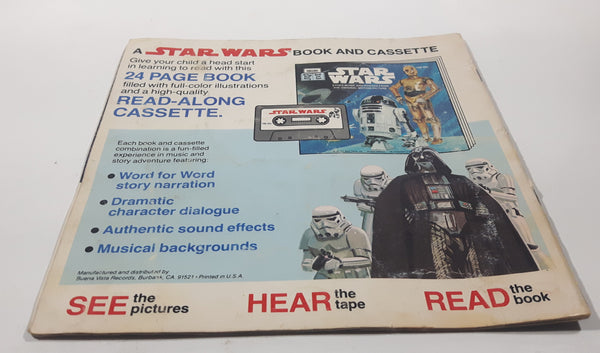 A STAR WARS BOOK AND CASSETTE
Give your child a head start
in learning to read with this
24 PAGE BOOK
filled with full-color illustrations
and a high-quality
READ-ALONG
CASSETTE.
STAR WARS
STAR WARS
Each book and cassette
combination is a fun-filled
experience in music and
story adventure featuring:
• Word for Word
story narration
• Dramatic
character dialogue
• Authentic sound effects
• Musical backgrounds
Manufactured and distributed by
Buena Vista Records, Burbank, CA. 91521 • Printed in U.S.A.
SEE the pictures
HEAR the tape
READ the book